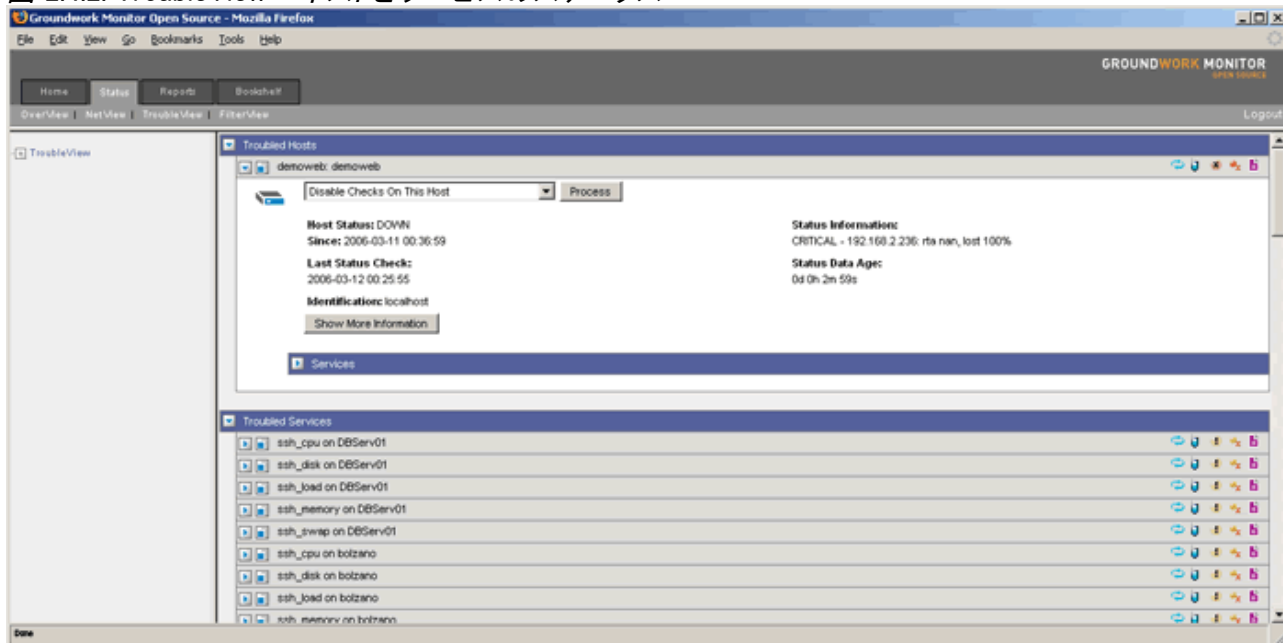 Groundwork Monitor Open Source - Mozilla Firefox
File Edit View Go Bookmarks Tools Help
GROUNDWORK MONITOR
OPEN SOURCE
Home Status Reports Bookshelf
OverView | NetView | TroubleView | FilterView Logout
TroubleView
Troubled Hosts
demoweb: demoweb
Disable Checks On This Host Process
Host Status: DOWN
Since: 2006-03-11 00:36:59
Status Information:
CRITICAL - 192.168.2.236: rta nan, lost 100%
Last Status Check:
2006-03-12 00:25:55
Status Data Age:
0d 0h 2m 59s
Identification: localhost
Show More Information
Services
Troubled Services
ssh_cpu on DBServ01
ssh_disk on DBServ01
ssh_load on DBServ01
ssh_memory on DBServ01
ssh_swap on DBServ01
ssh_cpu on bolzano
ssh_disk on bolzano
ssh_load on bolzano
ssh_memory on bolzano
Done